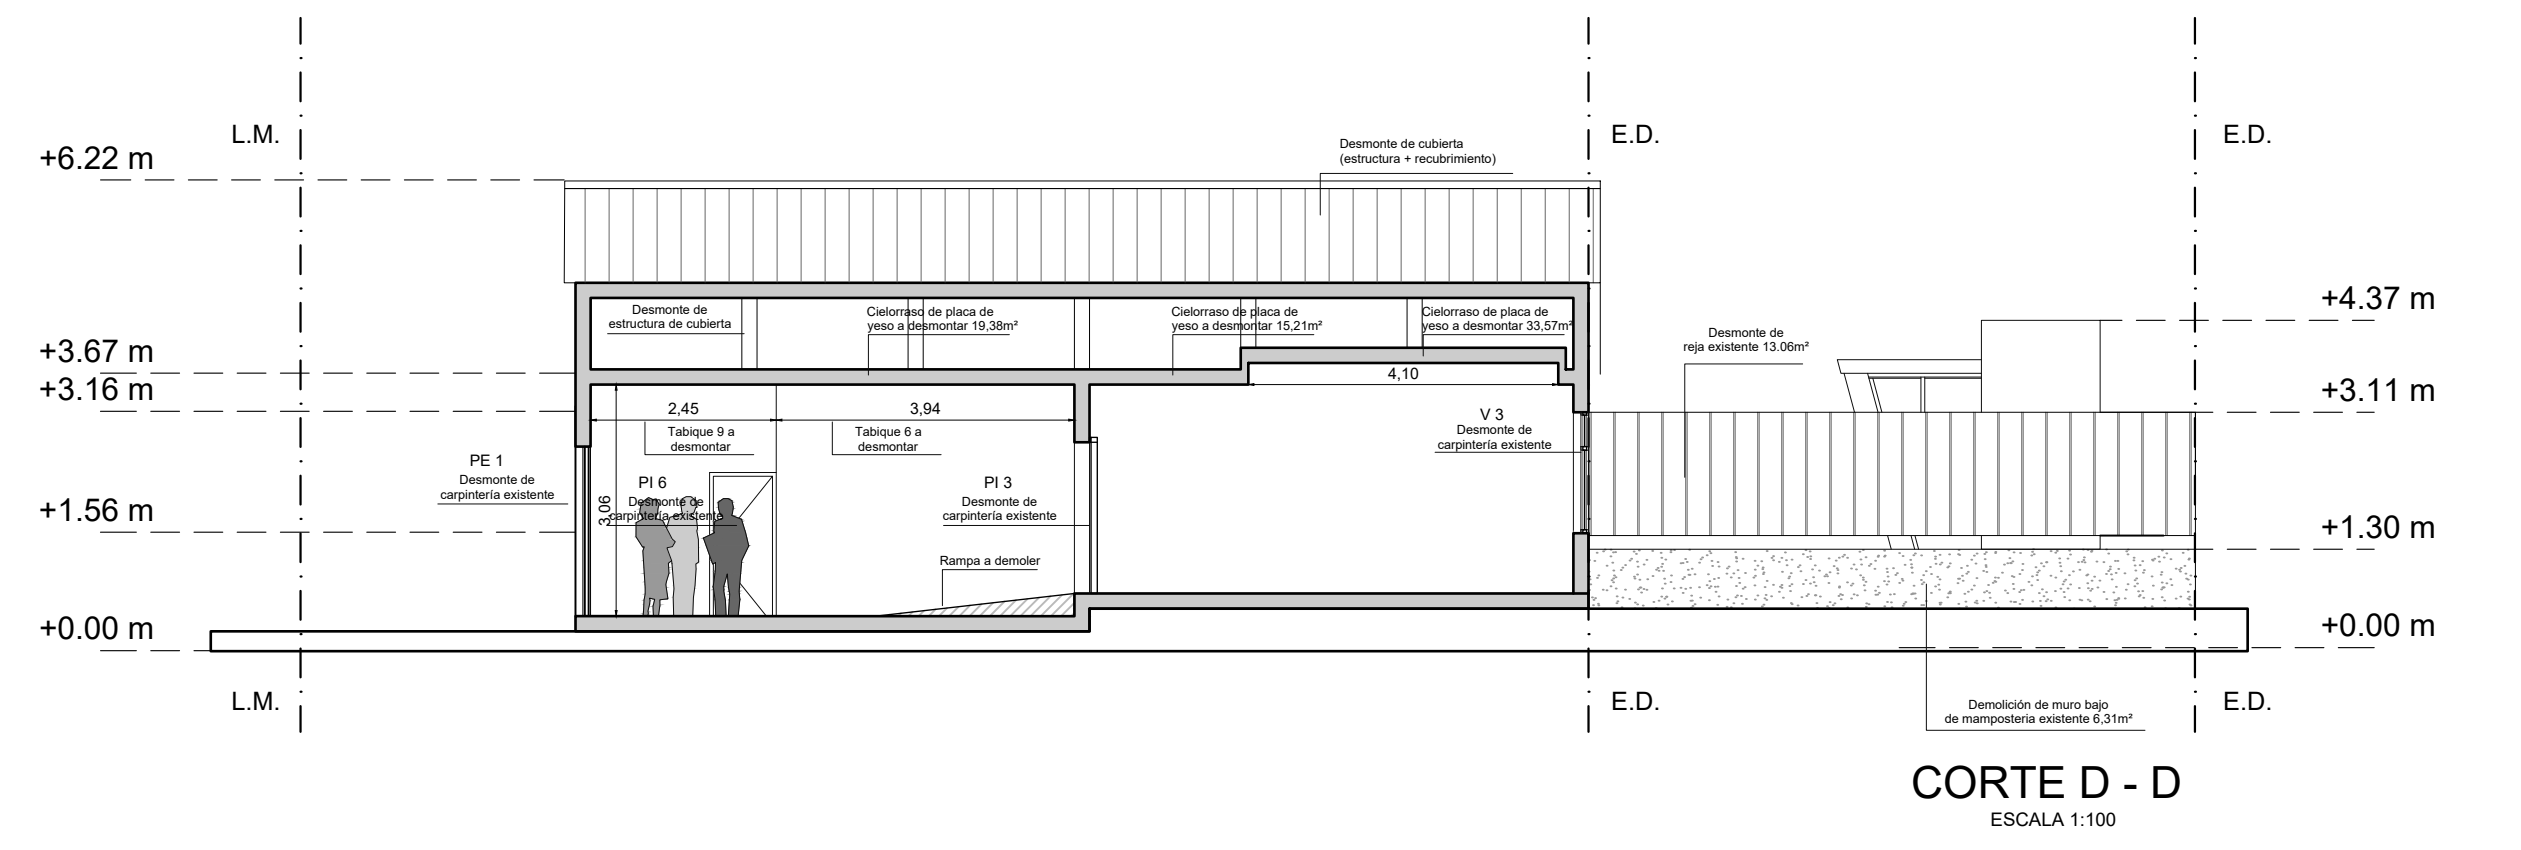 L.M.
E.D.
E.D.
+6.22 m
Desmonte de cubierta
(estructura + recubrimiento)
+4.37 m
Desmonte de
estructura de cubierta
Cielorraso de placa de
yeso a desmontar 19,38m²
Cielorraso de placa de
yeso a desmontar 15,21m²
Cielorraso de placa de
yeso a desmontar 33,57m²
Desmonte de
reja existente 13.06m²
+3.67 m
+3.16 m
4,10
+3.11 m
2,45
3,94
Tabique 9 a
desmontar
Tabique 6 a
desmontar
V 3
Desmonte de
carpintería existente
PE 1
Desmonte de
carpintería existente
PI 6
Desmonte de
carpintería existente
3,06
PI 3
Desmonte de
carpintería existente
+1.56 m
+1.30 m
Rampa a demoler
+0.00 m
+0.00 m
L.M.
E.D.
E.D.
Demolición de muro bajo
de mamposteria existente 6,31m²
CORTE D - D
ESCALA 1:100